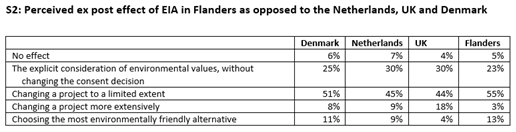 S2: Perceived ex post effect of EIA in Flanders as opposed to the Netherlands, UK and Denmark
Denmark Netherlands UK Flanders
No effect 6% 7% 4% 5%
The explicit consideration of environmental values, without 25% 30% 30% 23%
changing the consent decision
Changing a project to a limited extent 51% 45% 44% 55%
Changing a project more extensively 8% 9% 18% 3%
Choosing the most environmentally friendly alternative 11% 9% 4% 13%